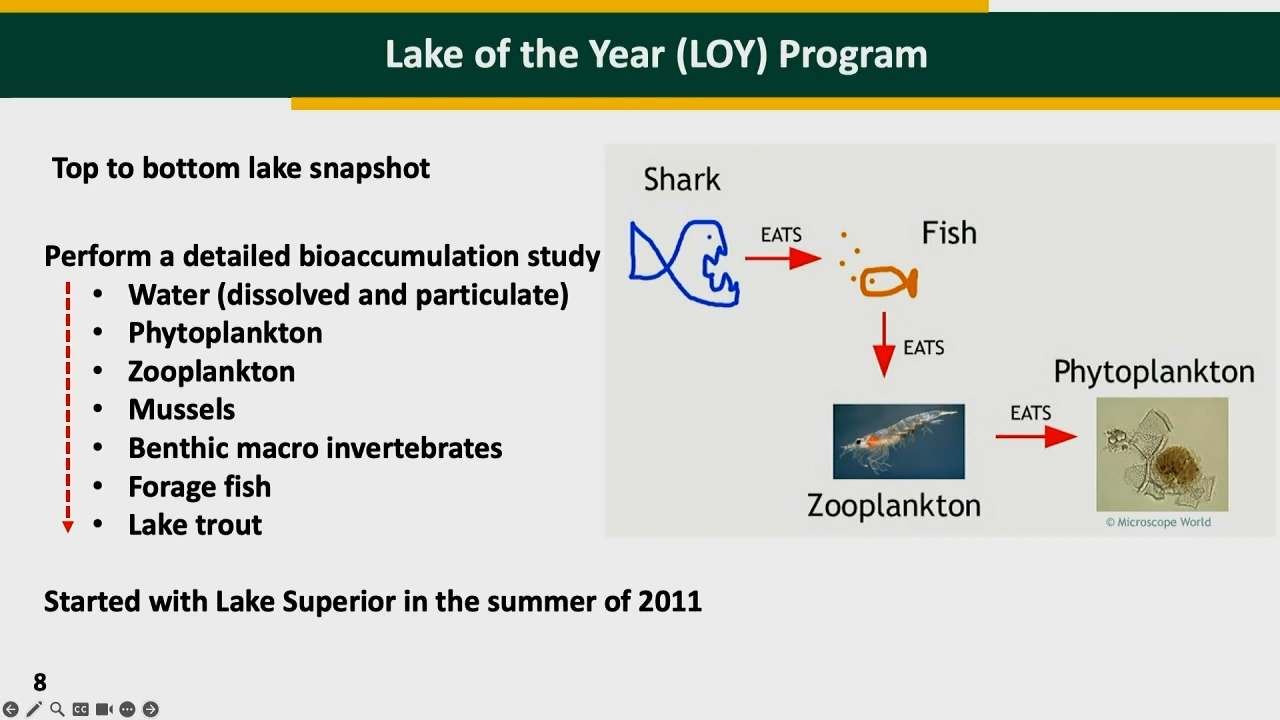 Lake of the Year (LOY) Program
Top to bottom lake snapshot
Perform a detailed bioaccumulation study
• Water (dissolved and particulate)
• Phytoplankton
• Zooplankton
• Mussels
• Benthic macro invertebrates
• Forage fish
• Lake trout
Started with Lake Superior in the summer of 2011
Shark
EATS
Fish
EATS
Zooplankton
EATS
Phytoplankton
© Microscope World
8
CC